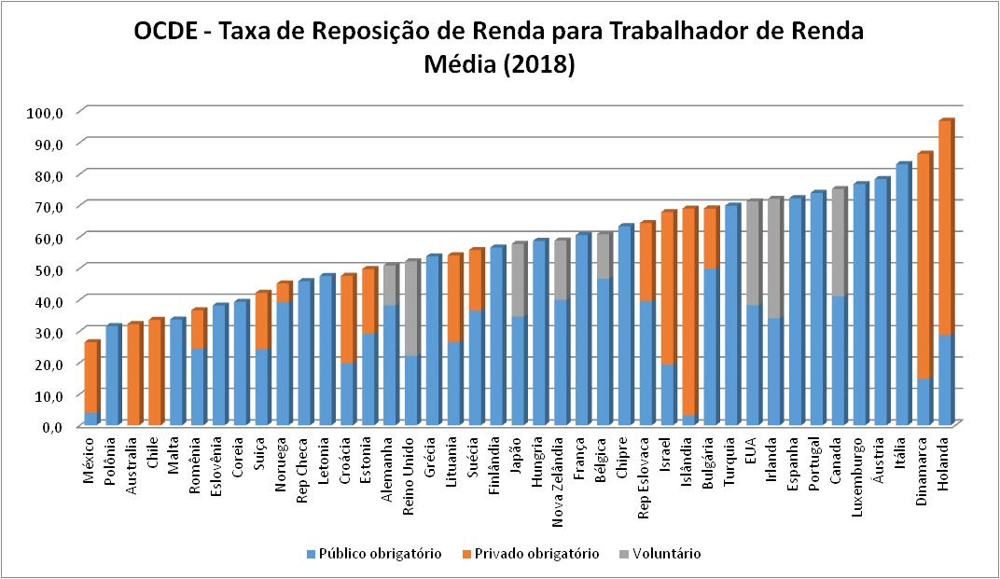 OCDE - Taxa de Reposição de Renda para Trabalhador de Renda
Média (2018)
100,0
90,0
80,0
70,0
60,0
50,0
40,0
30,0
20,0
10,0
0,0
México
Polônia
Australia
Chile
Malta
Romênia
Eslovênia
Coreia
Suiça
Noruega
Rep Checa
Letonia
Croácia
Estonia
Alemanha
Reino Unido
Grécia
Lituania
Suécia
Finlândia
Japão
Hungria
Nova Zelândia
França
Bélgica
Chipre
Rep Eslovaca
Israel
Islândia
Bulgária
Turquia
EUA
Irlanda
Espanha
Portugal
Canada
Luxemburgo
Áustria
Itália
Dinamarca
Holanda
Público obrigatório Privado obrigatório Voluntário